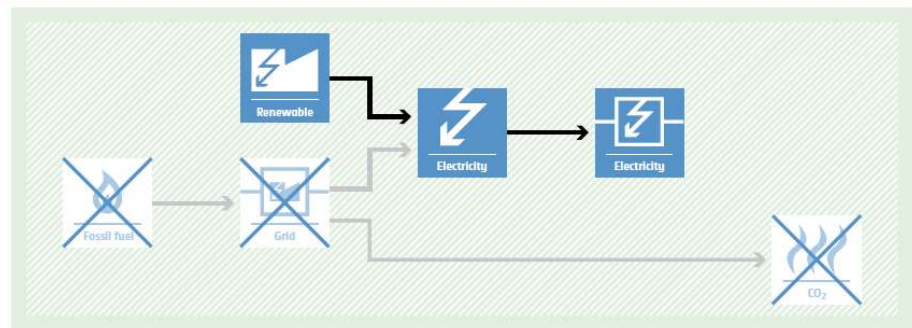 Renewable
Electricity
Electricity
Fossil fuel
Grid
CO₂